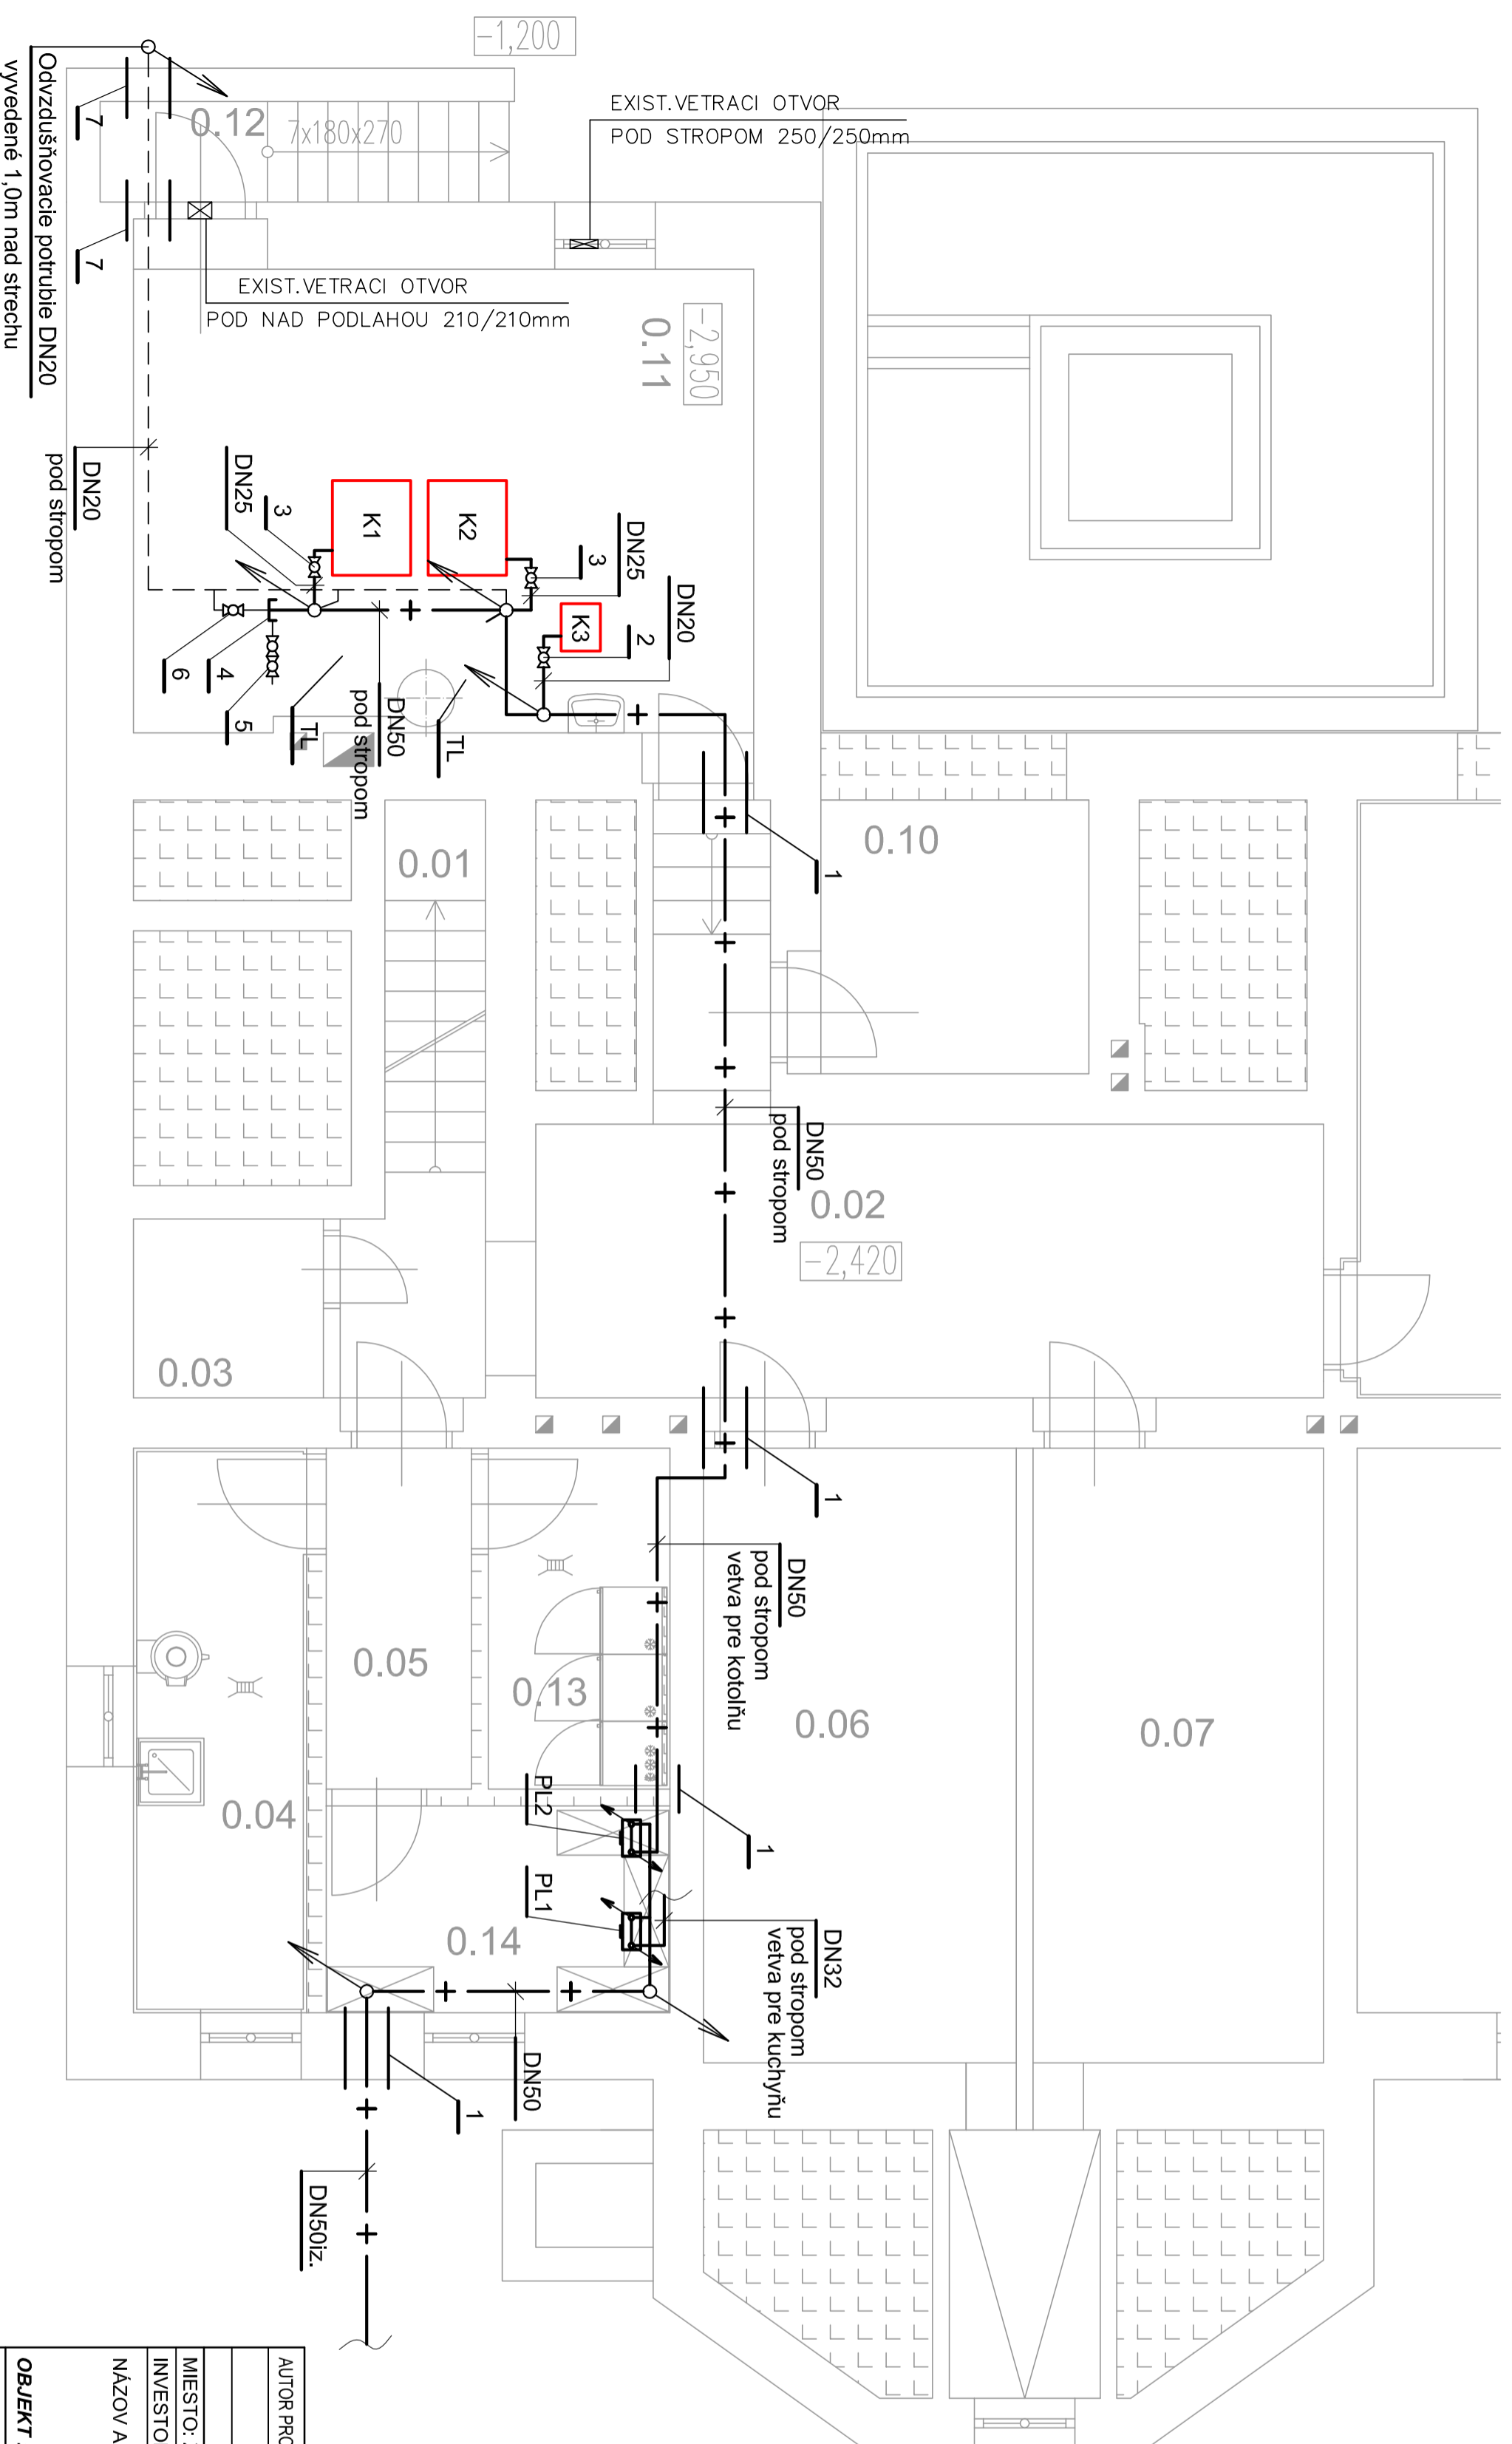 -1,200
EXIST.VETRACI OTVOR
POD STROPOM 250/250mm
0.12
7x180x270
7
7
Odvzdušňovacie potrubie DN20
vyvedené 1,0m nad strechu
EXIST.VETRACI OTVOR
POD NAD PODLAHOU 210/210mm
-2,950
0.11
DN20
pod stropom
DN25
3
K1
K2
3
DN25
K3
2
DN20
6
4
5
TL
DN50
pod stropom
TL
0.01
0.10
1
DN50
pod stropom
0.02
-2,420
0.03
1
DN50
pod stropom
vetva pre kotolňu
0.05
0.13
0.06
0.07
0.04
PL2
1
PL1
0.14
DN32
pod stropom
vetva pre kuchyňu
DN50
1
DN50iz.
AUTOR PRO
MIESTO:
INVESTO
NÁZOV A
OBJEKT